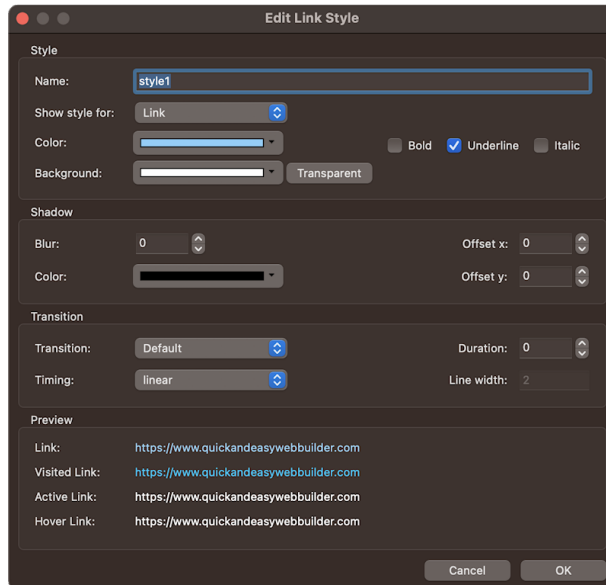 Edit Link Style
Style
Name: style1
Show style for: Link
Color: Bold Underline Italic
Background: Transparent
Shadow
Blur: 0 Offset x: 0
Color: Offset y: 0
Transition
Transition: Default Duration: 0
Timing: linear Line width: 2
Preview
Link: https://www.quickandeasywebbuilder.com
Visited Link: https://www.quickandeasywebbuilder.com
Active Link: https://www.quickandeasywebbuilder.com
Hover Link: https://www.quickandeasywebbuilder.com
Cancel OK